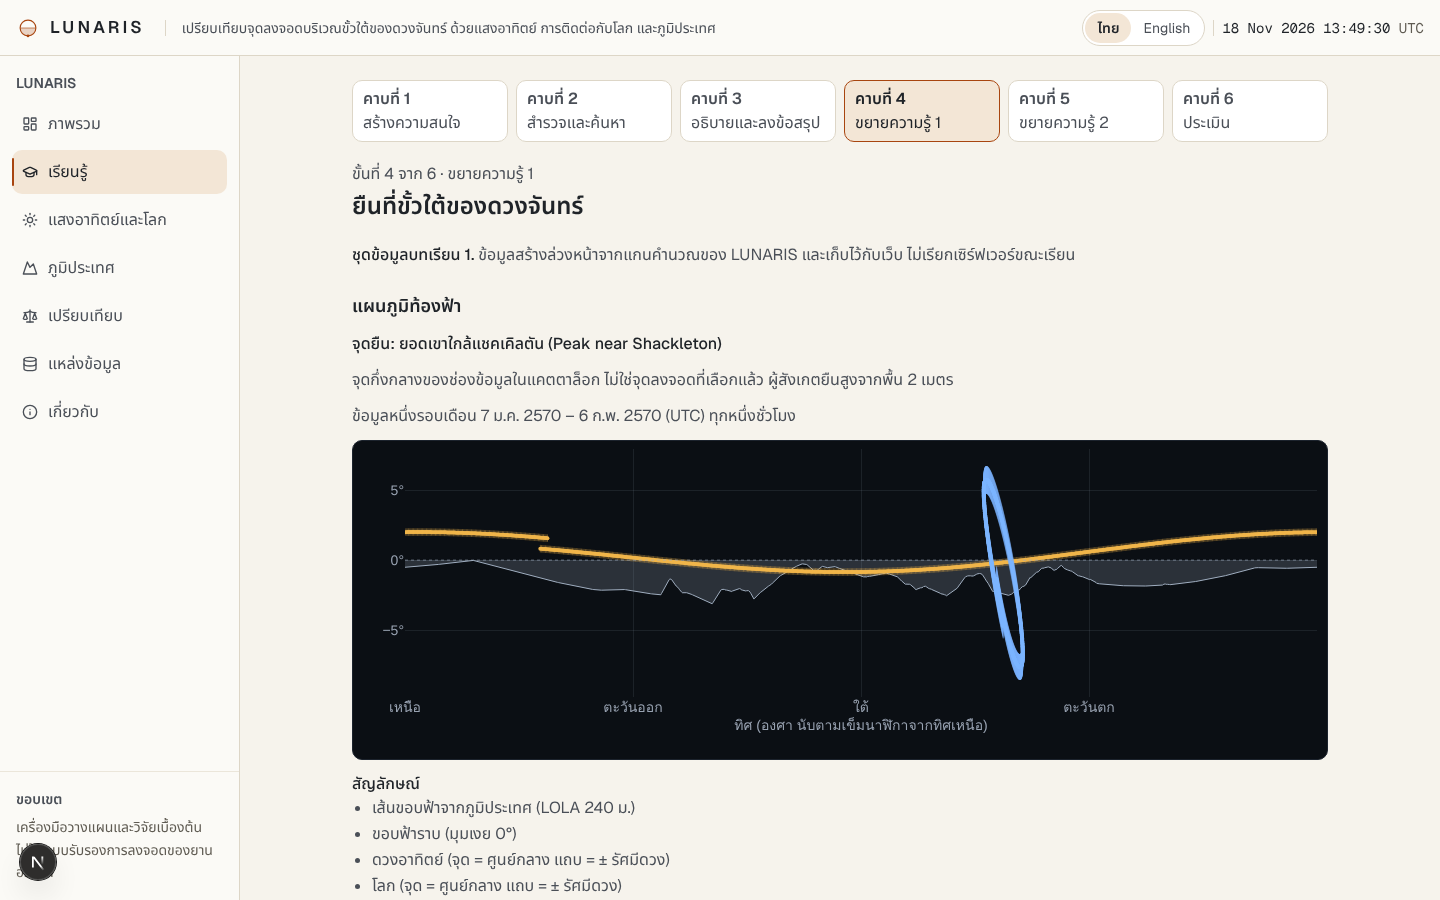 LUNARIS
เปรียบเทียบจุดลงจอดบริเวณขั้วใต้ของดวงจันทร์ ด้วยแสงอาทิตย์ การติดต่อกับโลก และภูมิประเทศ
ไทย
English
18 Nov 2026 13:49:30 UTC
LUNARIS
ภาพรวม
เรียนรู้
แสงอาทิตย์และโลก
ภูมิประเทศ
เปรียบเทียบ
แหล่งข้อมูล
เกี่ยวกับ
ขอบเขต
เครื่องมือวางแผนและวิจัยเบื้องต้น
บบรับรองการลงจอดของยาน
N
คาบที่ 1
สร้างความสนใจ
คาบที่ 2
สำรวจและค้นหา
คาบที่ 3
อธิบายและลงข้อสรุป
คาบที่ 4
ขยายความรู้ 1
คาบที่ 5
ขยายความรู้ 2
คาบที่ 6
ประเมิน
ขั้นที่ 4 จาก 6 · ขยายความรู้ 1
ยืนที่ขั้วใต้ของดวงจันทร์
ชุดข้อมูลบทเรียน 1. ข้อมูลสร้างล่วงหน้าจากแกนคำนวณของ LUNARIS และเก็บไว้กับเว็บ ไม่เรียกเซิร์ฟเวอร์ขณะเรียน
แผนภูมิท้องฟ้า
จุดยืน: ยอดเขาใกล้แชคเคิลตัน (Peak near Shackleton)
จุดกึ่งกลางของช่องข้อมูลในแคตตาล็อก ไม่ใช่จุดลงจอดที่เลือกแล้ว ผู้สังเกตยืนสูงจากพื้น 2 เมตร
ข้อมูลหนึ่งรอบเดือน 7 ม.ค. 2570 – 6 ก.พ. 2570 (UTC) ทุกหนึ่งชั่วโมง
5°
0°
−5°
เหนือ
ตะวันออก
ใต้
ตะวันตก
ทิศ (องศา นับตามเข็มนาฬิกาจากทิศเหนือ)
สัญลักษณ์
เส้นขอบฟ้าจากภูมิประเทศ (LOLA 240 ม.)
ขอบฟ้าราบ (มุมเงย 0°)
ดวงอาทิตย์ (จุด = ศูนย์กลาง แถบ = ± รัศมีดวง)
โลก (จุด = ศูนย์กลาง แถบ = ± รัศมีดวง)